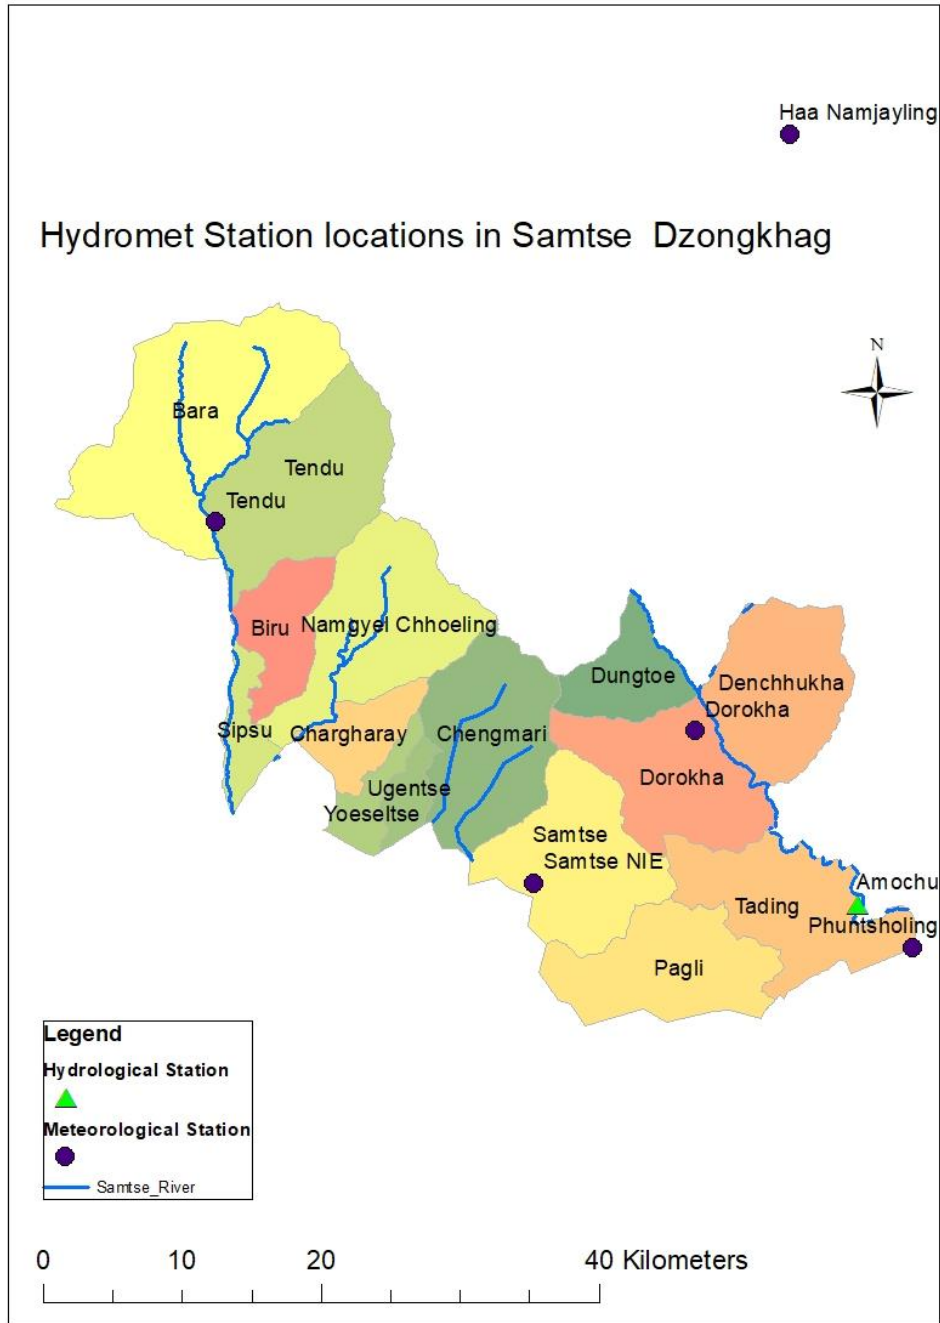 Haa Namjayling
Hydromet Station locations in Samtse Dzongkhag
N
Bara
Tendu
Tendu
Biru
Namgyel Chhoeling
Dungtoe
Denchhukha
Dorokha
Sipsu
Chargharay
Chengmari
Dorokha
Ugentse
Yoeseltse
Samtse
Samtse NIE
Amochu
Tading
Phuntsholing
Pagli
Legend
Hydrological Station
Meteorological Station
Samtse_River
0 10 20 40 Kilometers